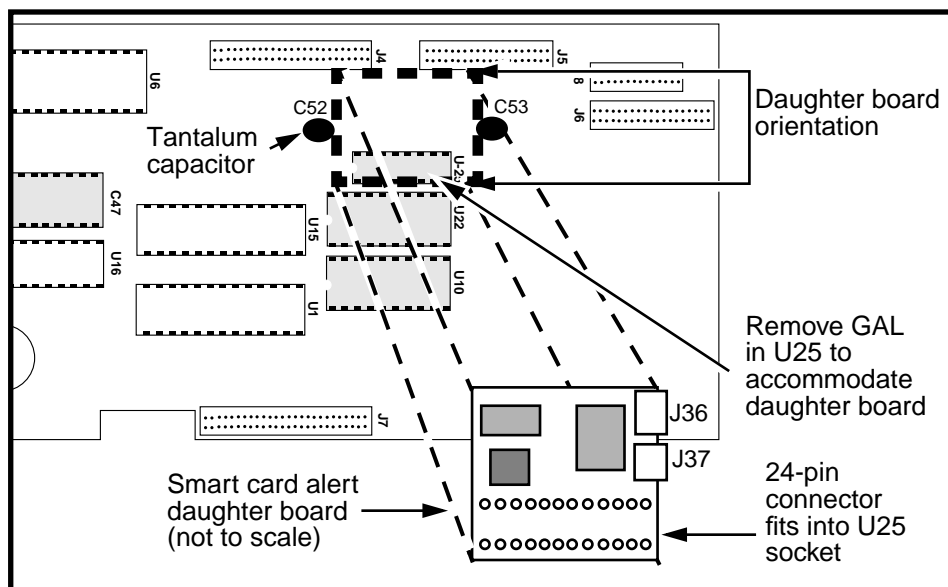 J4
J5
U6
8
J6
C52
C53
Daughter board
orientation
Tantalum
capacitor
U-2
C47
U15
U22
U16
U1
U10
Remove GAL
in U25 to
accommodate
daughter board
J7
J36
J37
Smart card alert
daughter board
(not to scale)
24-pin
connector
fits into U25
socket